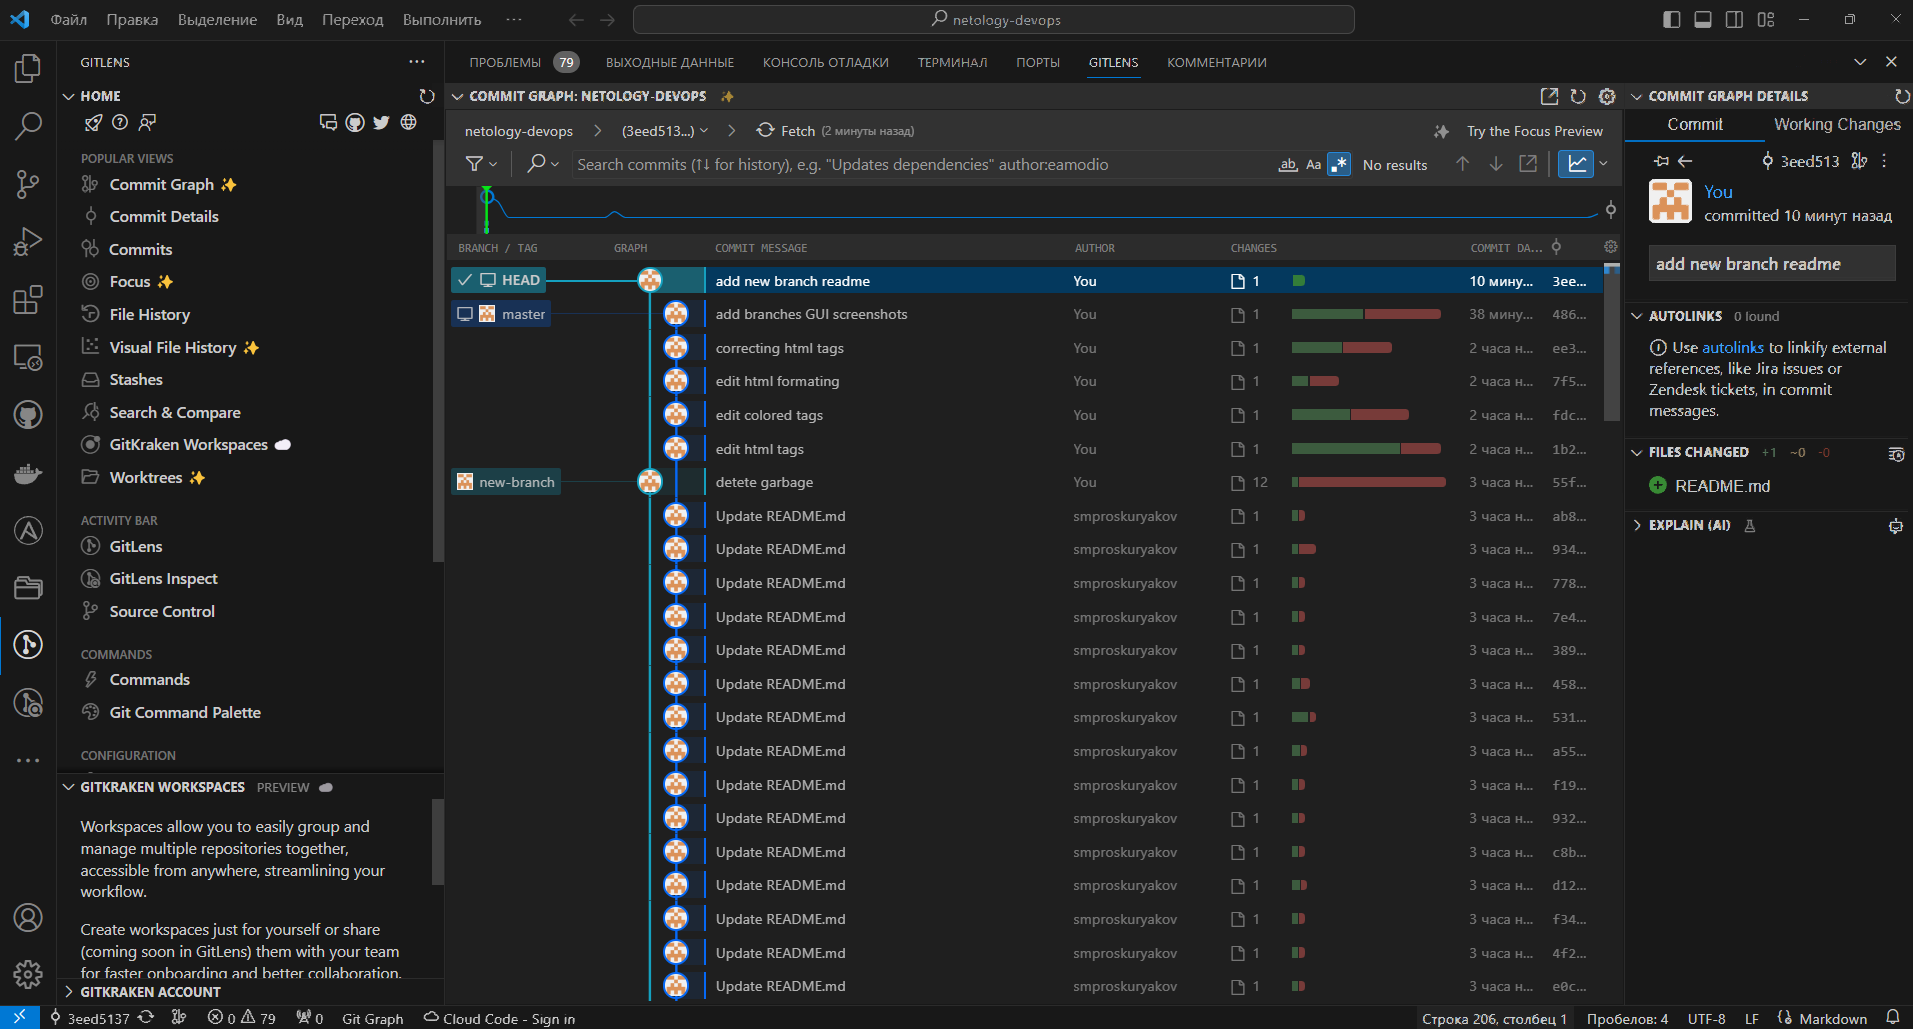 Файл Правка Выделение Вид Переход Выполнить ··· netology-devops
GITLENS ···
HOME
POPULAR VIEWS
Commit Graph ✨
Commit Details
Commits
Focus ✨
File History
Visual File History ✨
Stashes
Search & Compare
GitKraken Workspaces
Worktrees ✨
ACTIVITY BAR
GitLens
GitLens Inspect
Source Control
COMMANDS
Commands
Git Command Palette
CONFIGURATION
GITKRAKEN WORKSPACES PREVIEW
Workspaces allow you to easily group and
manage multiple repositories together,
accessible from anywhere, streamlining your
workflow.
Create workspaces just for yourself or share
(coming soon in GitLens) them with your team
for faster onboarding and better collaboration.
GITKRAKEN ACCOUNT
ПРОБЛЕМЫ 79 ВЫХОДНЫЕ ДАННЫЕ КОНСОЛЬ ОТЛАДКИ ТЕРМИНАЛ ПОРТЫ GITLENS КОММЕНТАРИИ
COMMIT GRAPH: NETOLOGY-DEVOPS ✨
netology-devops (3eed513...) Fetch (2 минуты назад) Try the Focus Preview
Search commits (↑↓ for history), e.g. "Updates dependencies" author:eamodio ab Aa .* No results
BRANCH / TAG GRAPH COMMIT MESSAGE AUTHOR CHANGES COMMIT DA...
HEAD add new branch readme You 1 10 мину... 3ee...
master add branches GUI screenshots You 1 38 мину... 486...
correcting html tags You 1 2 часа н... ee3...
edit html formating You 1 2 часа н... 7f5...
edit colored tags You 1 2 часа н... fdc...
edit html tags You 1 2 часа н... 1b2...
new-branch detete garbage You 12 3 часа н... 55f...
Update README.md smproskuryakov 1 3 часа н... ab8...
Update README.md smproskuryakov 1 3 часа н... 934...
Update README.md smproskuryakov 1 3 часа н... 778...
Update README.md smproskuryakov 1 3 часа н... 7e4...
Update README.md smproskuryakov 1 3 часа н... 389...
Update README.md smproskuryakov 1 3 часа н... 458...
Update README.md smproskuryakov 1 3 часа н... 531...
Update README.md smproskuryakov 1 3 часа н... a55...
Update README.md smproskuryakov 1 3 часа н... f19...
Update README.md smproskuryakov 1 3 часа н... 932...
Update README.md smproskuryakov 1 3 часа н... c8b...
Update README.md smproskuryakov 1 3 часа н... d12...
Update README.md smproskuryakov 1 3 часа н... f34...
Update README.md smproskuryakov 1 3 часа н... 4f2...
Update README.md smproskuryakov 1 3 часа н... e0c...
COMMIT GRAPH DETAILS
Commit Working Changes
3eed513
You
committed 10 минут назад
add new branch readme
AUTOLINKS 0 found
Use autolinks to linkify external
references, like Jira issues or
Zendesk tickets, in commit
messages.
FILES CHANGED +1 ~0 -0
README.md
EXPLAIN (AI)
3eed5137 0 79 0 Git Graph Cloud Code - Sign in Строка 206, столбец 1 Пробелов: 4 UTF-8 LF Markdown